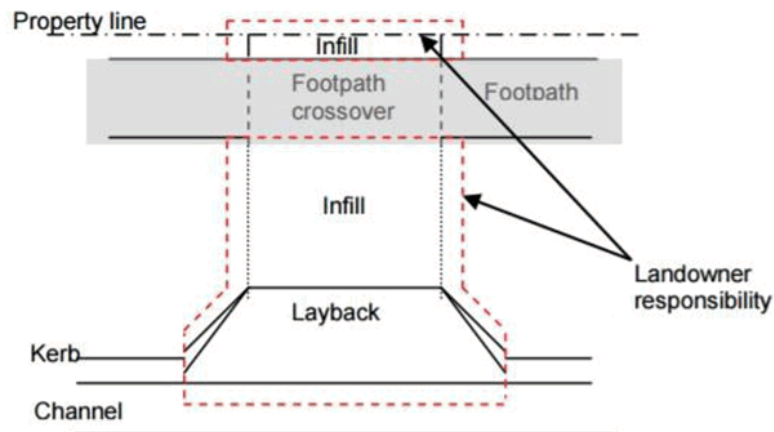 Property line
Infill
Footpath
crossover
Footpath
Infill
Landowner
responsibility
Layback
Kerb
Channel